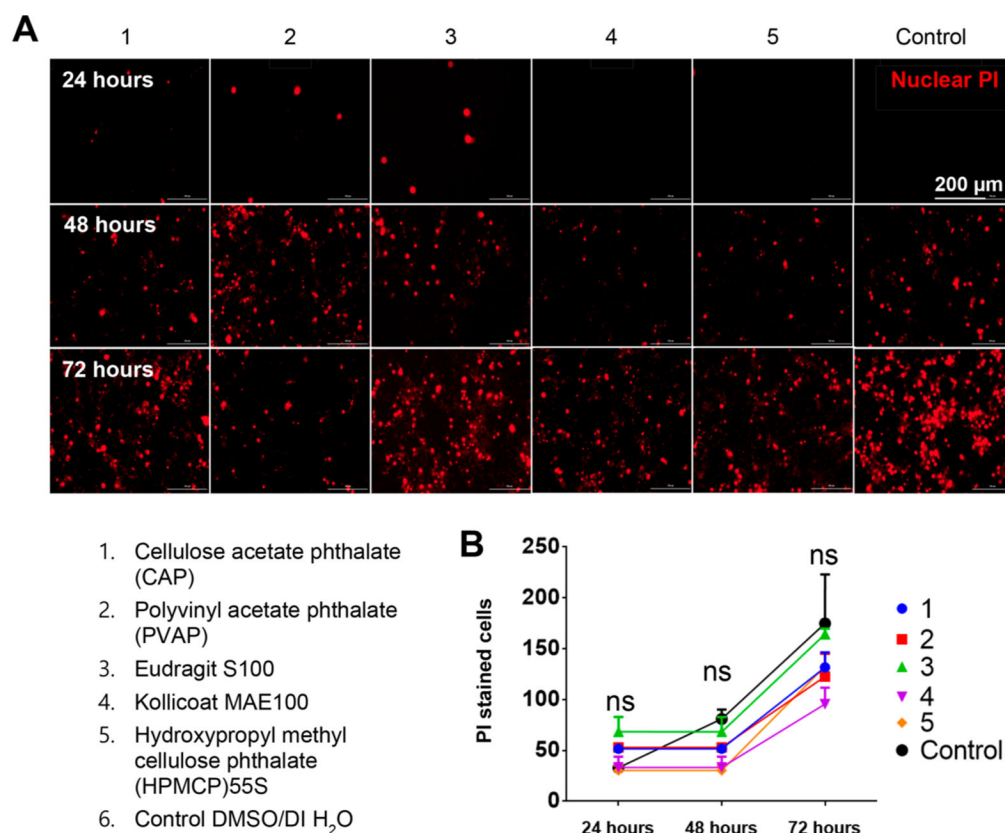 A
1 2 3 4 5 Control
24 hours
Nuclear PI
200 µm
48 hours
72 hours
1. Cellulose acetate phthalate
(CAP)
2. Polyvinyl acetate phthalate
(PVAP)
3. Eudragit S100
4. Kollicoat MAE100
5. Hydroxypropyl methyl
cellulose phthalate
(HPMCP)55S
6. Control DMSO/DI H₂O
B
PI stained cells
250
200
150
100
50
0
ns
ns
ns
24 hours 48 hours 72 hours
1
2
3
4
5
Control